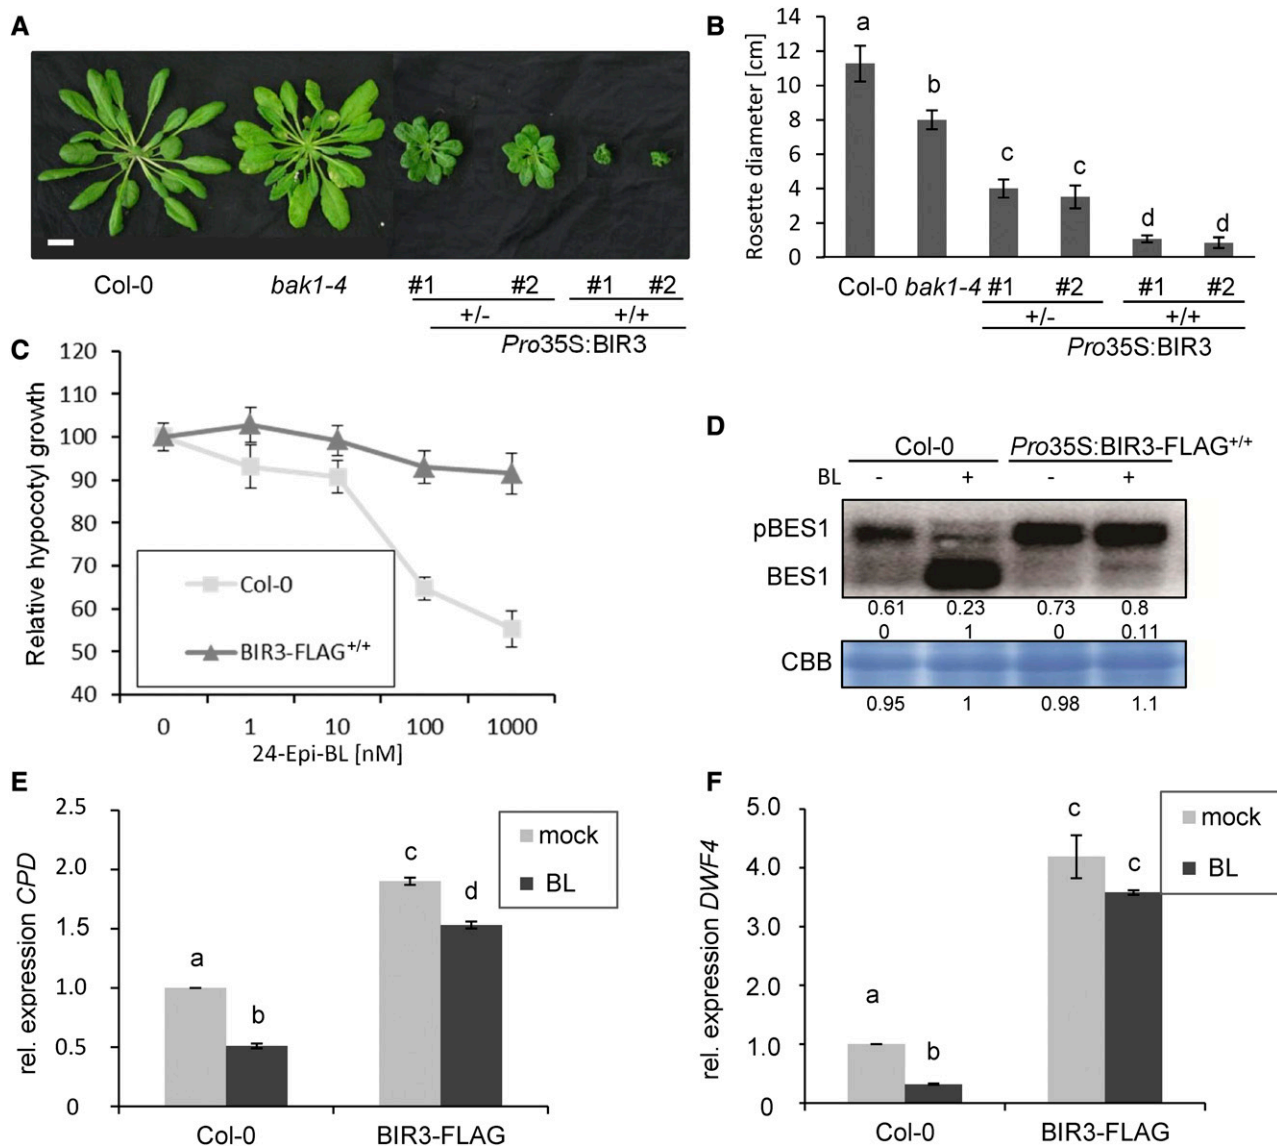 A
Col-0 bak1-4 #1 #2 #1 #2
+/- +/+
Pro35S:BIR3
B
Rosette diameter [cm]
14
12
10
8
6
4
2
0
a
b
c
c
d
d
Col-0 bak1-4 #1 #2 #1 #2
+/- +/+
Pro35S:BIR3
C
Relative hypocotyl growth
120
110
100
90
80
70
60
50
40
Col-0
BIR3-FLAG+/+
0 1 10 100 1000
24-Epi-BL [nM]
D
Col-0 Pro35S:BIR3-FLAG+/+
BL - + - +
pBES1
BES1
0.61 0.23 0.73 0.8
0 1 0 0.11
CBB
0.95 1 0.98 1.1
E
rel. expression CPD
2.5
2.0
1.5
1.0
0.5
0
a
b
c
d
mock
BL
Col-0 BIR3-FLAG
F
rel. expression DWF4
5.0
4.0
3.0
2.0
1.0
0
a
b
c
c
mock
BL
Col-0 BIR3-FLAG